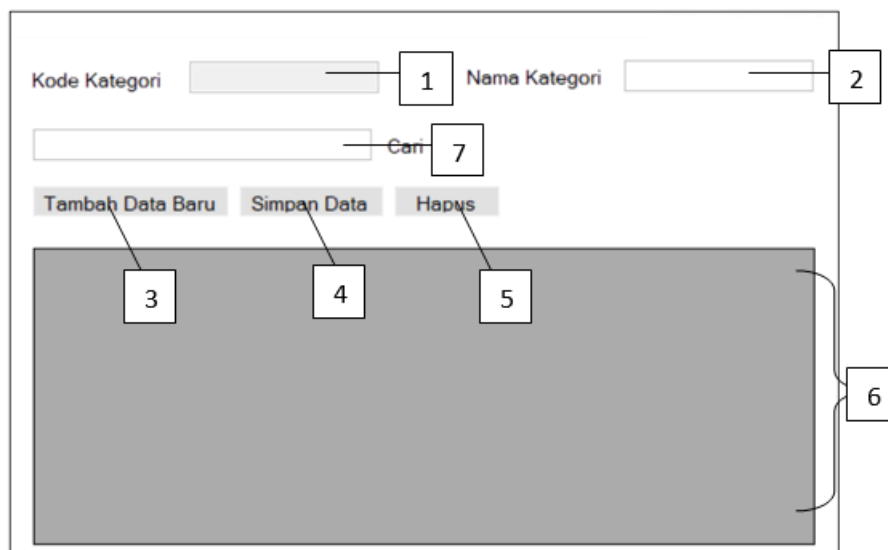 Kode Kategori 1 Nama Kategori 2
Cari 7
Tambah Data Baru Simpan Data Hapus
3 4 5
6